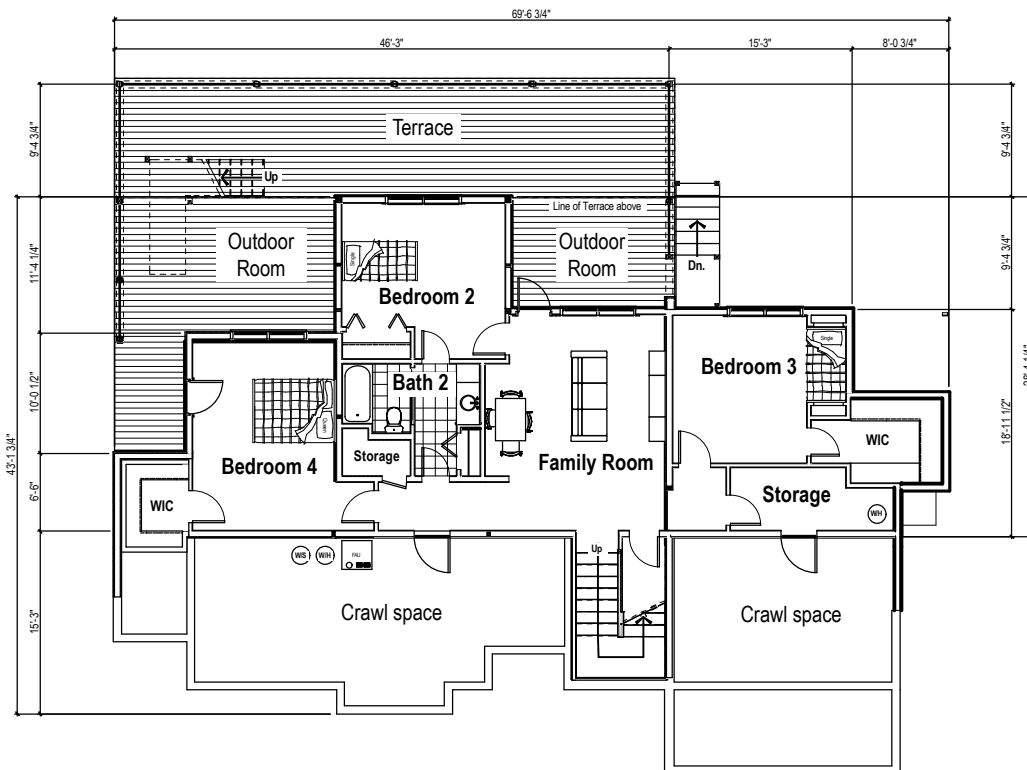 69'-6 3/4"
46'-3"
15'-3"
8'-0 3/4"
9'-4 3/4"
Terrace
9'-4 3/4"
Up
Line of Terrace above
11'-4 1/4"
Outdoor
Room
Outdoor
Room
Dn.
9'-4 3/4"
Single
Bedroom 2
Single
Bedroom 3
Bath 2
10'-0 1/2"
Queen
18'-11 1/2"
43'-1 3/4"
WIC
Bedroom 4
Storage
Family Room
6'-6"
WIC
Storage
W/H
Up
W/S
W/H
FAU
Crawl space
Crawl space
15'-3"